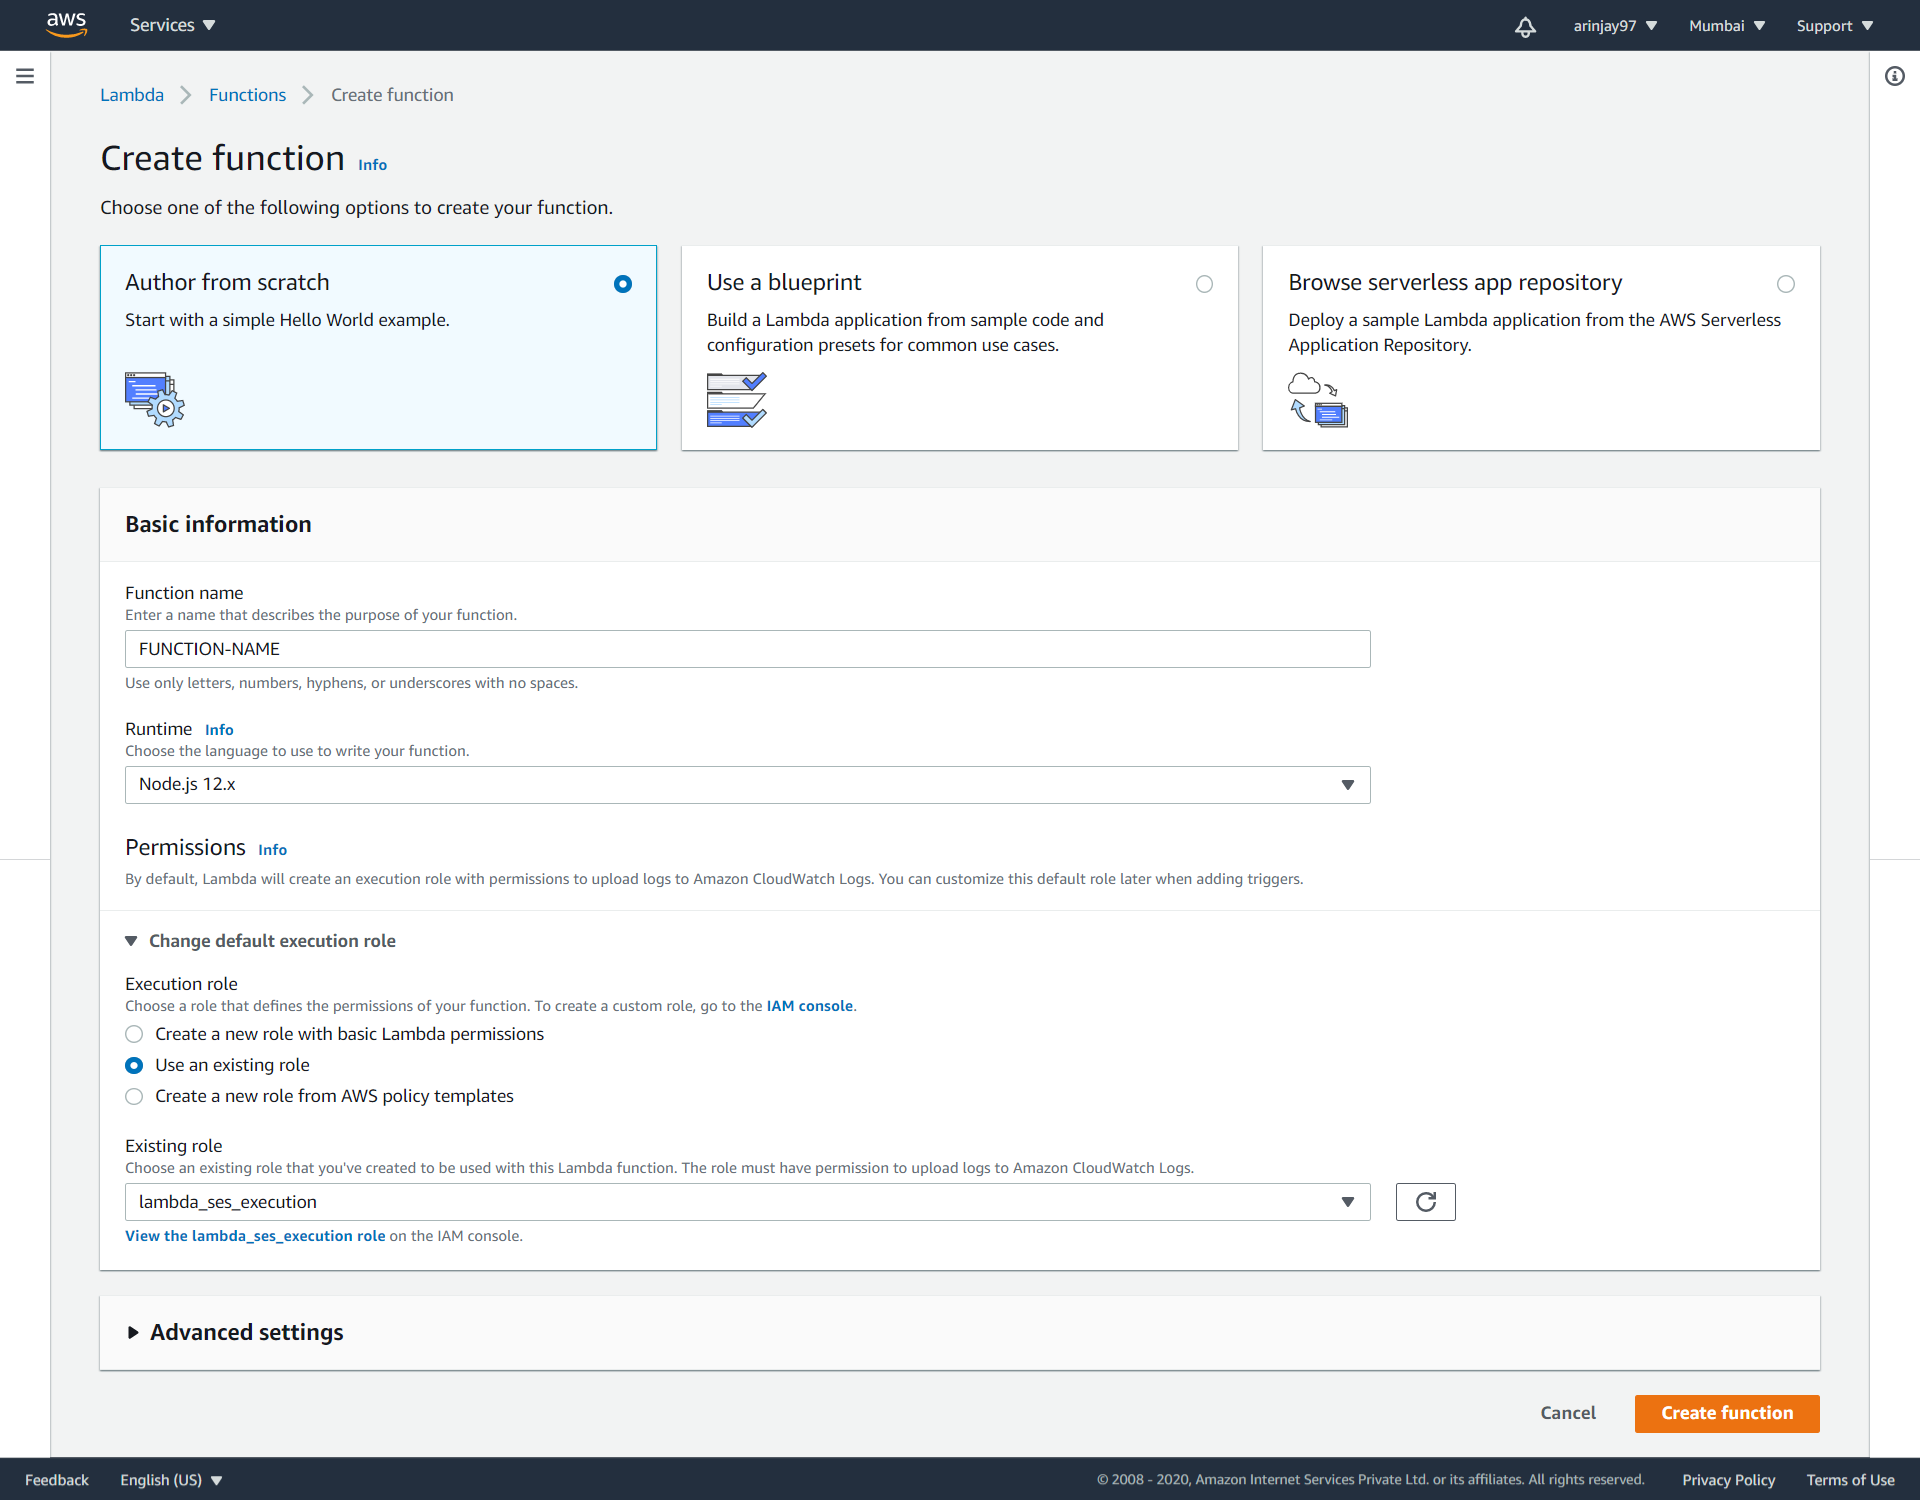 aws
Services
arinjay97
Mumbai
Support
Lambda
Functions
Create function
Create function Info
Choose one of the following options to create your function.
Author from scratch
Start with a simple Hello World example.
Use a blueprint
Build a Lambda application from sample code and
configuration presets for common use cases.
Browse serverless app repository
Deploy a sample Lambda application from the AWS Serverless
Application Repository.
Basic information
Function name
Enter a name that describes the purpose of your function.
FUNCTION-NAME
Use only letters, numbers, hyphens, or underscores with no spaces.
Runtime Info
Choose the language to use to write your function.
Node.js 12.x
Permissions Info
By default, Lambda will create an execution role with permissions to upload logs to Amazon CloudWatch Logs. You can customize this default role later when adding triggers.
Change default execution role
Execution role
Choose a role that defines the permissions of your function. To create a custom role, go to the IAM console.
Create a new role with basic Lambda permissions
Use an existing role
Create a new role from AWS policy templates
Existing role
Choose an existing role that you've created to be used with this Lambda function. The role must have permission to upload logs to Amazon CloudWatch Logs.
lambda_ses_execution
View the lambda_ses_execution role on the IAM console.
Advanced settings
Cancel
Create function
Feedback
English (US)
© 2008 - 2020, Amazon Internet Services Private Ltd. or its affiliates. All rights reserved.
Privacy Policy
Terms of Use